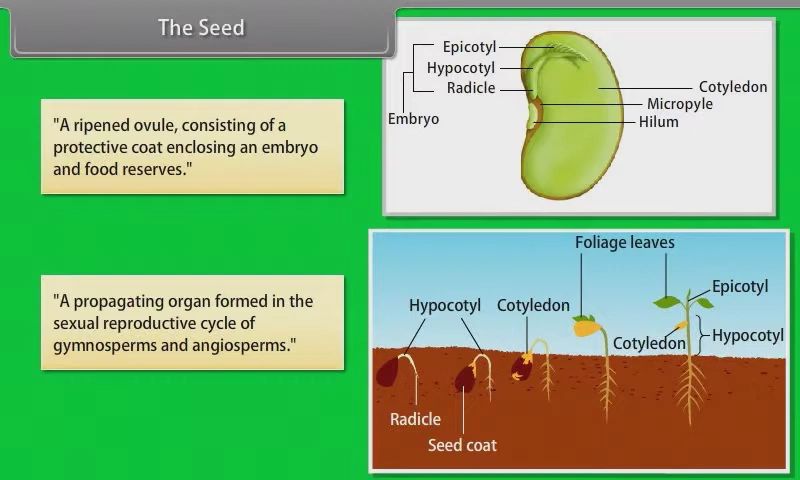 The Seed
"A ripened ovule, consisting of a
protective coat enclosing an embryo
and food reserves."
Epicotyl
Hypocotyl
Radicle
Embryo
Cotyledon
Micropyle
Hilum
"A propagating organ formed in the
sexual reproductive cycle of
gymnosperms and angiosperms."
Foliage leaves
Hypocotyl
Cotyledon
Epicotyl
Cotyledon
Hypocotyl
Radicle
Seed coat